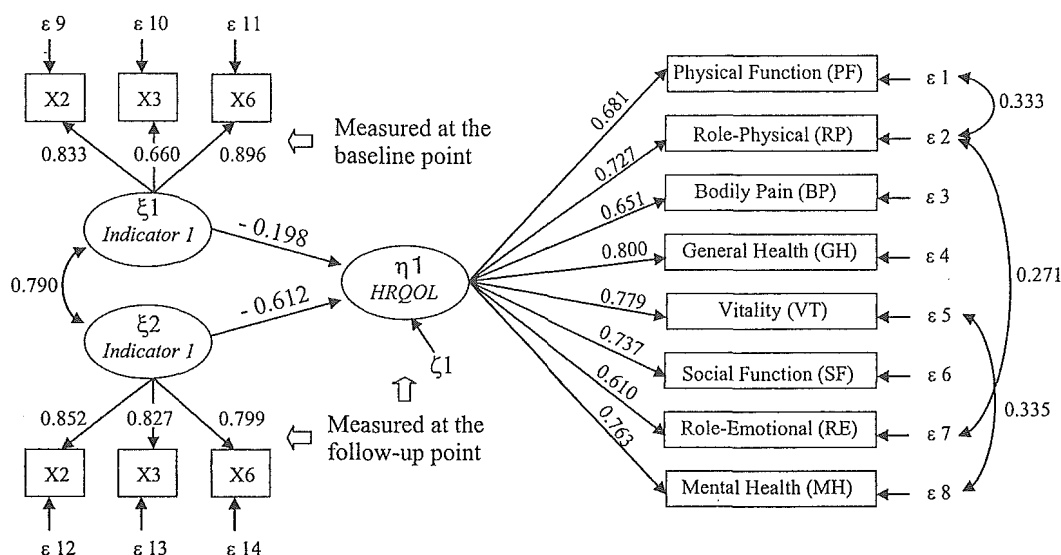 ε 9
ε 10
ε 11
X2
X3
X6
0.833
0.660
0.896
Measured at the
baseline point
ξ1
Indicator 1
- 0.198
0.790
η1
HRQOL
ζ1
- 0.612
ξ2
Indicator 1
0.852
0.827
0.799
Measured at the
follow-up point
X2
X3
X6
ε 12
ε 13
ε 14
0.681
0.727
0.651
0.800
0.779
0.737
0.610
0.763
Physical Function (PF)
ε 1
Role-Physical (RP)
ε 2
Bodily Pain (BP)
ε 3
General Health (GH)
ε 4
Vitality (VT)
ε 5
Social Function (SF)
ε 6
Role-Emotional (RE)
ε 7
Mental Health (MH)
ε 8
0.333
0.271
0.335